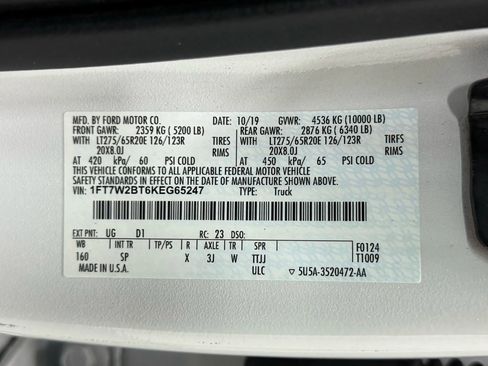 MFD. BY FORD MOTOR CO. 10/19 GVWR: 4536 KG (10000 LB)
FRONT GAWR: 2359 KG ( 5200 LB) REAR GAWR: 2876 KG ( 6340 LB)
WITH LT275/65R20E 126/123R TIRES WITH LT275/65R20E 126/123R TIRES
20X8.0J RIMS 20X8.0J RIMS
AT 420 kPa/ 60 PSI COLD AT 450 kPa/ 65 PSI COLD
THIS VEHICLE CONFORMS TO ALL APPLICABLE FEDERAL MOTOR VEHICLE SAFETY STANDARDS IN
EFFECT ON THE DATE OF MANUFACTURE SHOWN ABOVE.
VIN: 1FT7W2BT6KEG65247 TYPE: Truck
EXT PNT: UG D1 RC: 23 DSO:
WB INT TR TP/PS R AXLE TR SPR F0124
160 SP X 3J W TTJJ T1009
MADE IN U.S.A. ULC 5U5A-3520472-AA